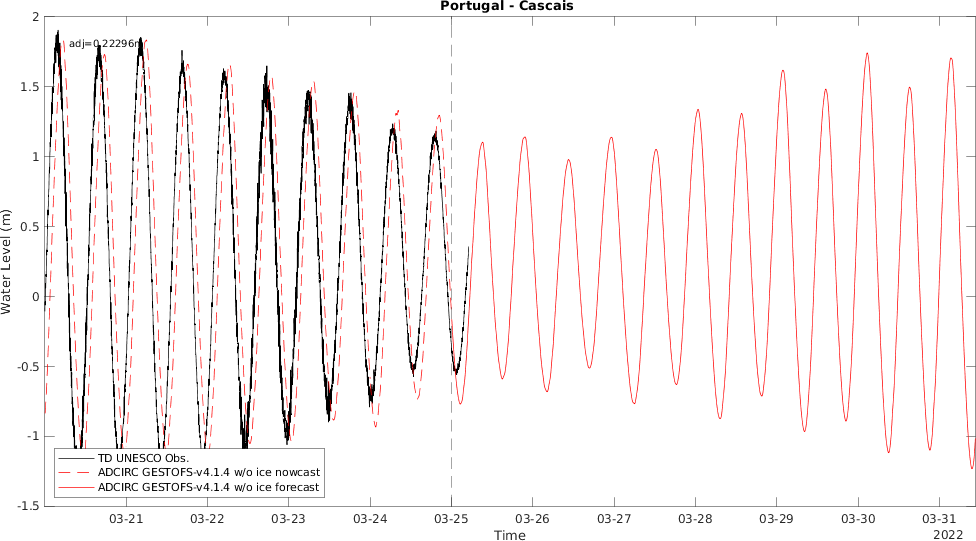 Portugal - Cascais
adj=0.22296m
2
1.5
1
0.5
0
-0.5
-1
-1.5
Water Level (m)
TD UNESCO Obs.
ADCIRC GESTOFS-v4.1.4 w/o ice nowcast
ADCIRC GESTOFS-v4.1.4 w/o ice forecast
03-21 03-22 03-23 03-24 03-25 03-26 03-27 03-28 03-29 03-30 03-31
Time
2022